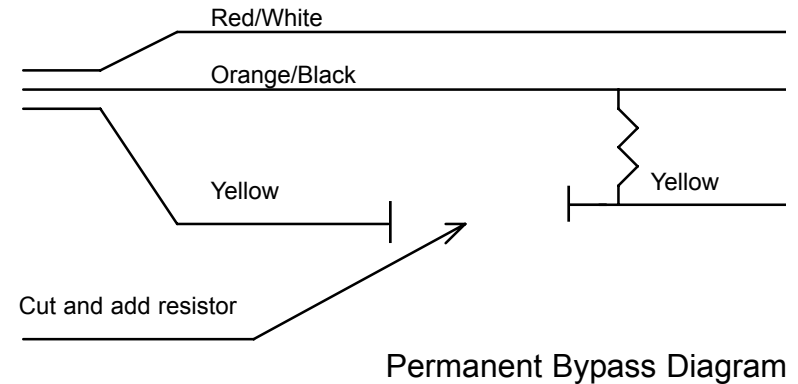 Red/White
Orange/Black
Yellow
Yellow
Cut and add resistor
Permanent Bypass Diagram